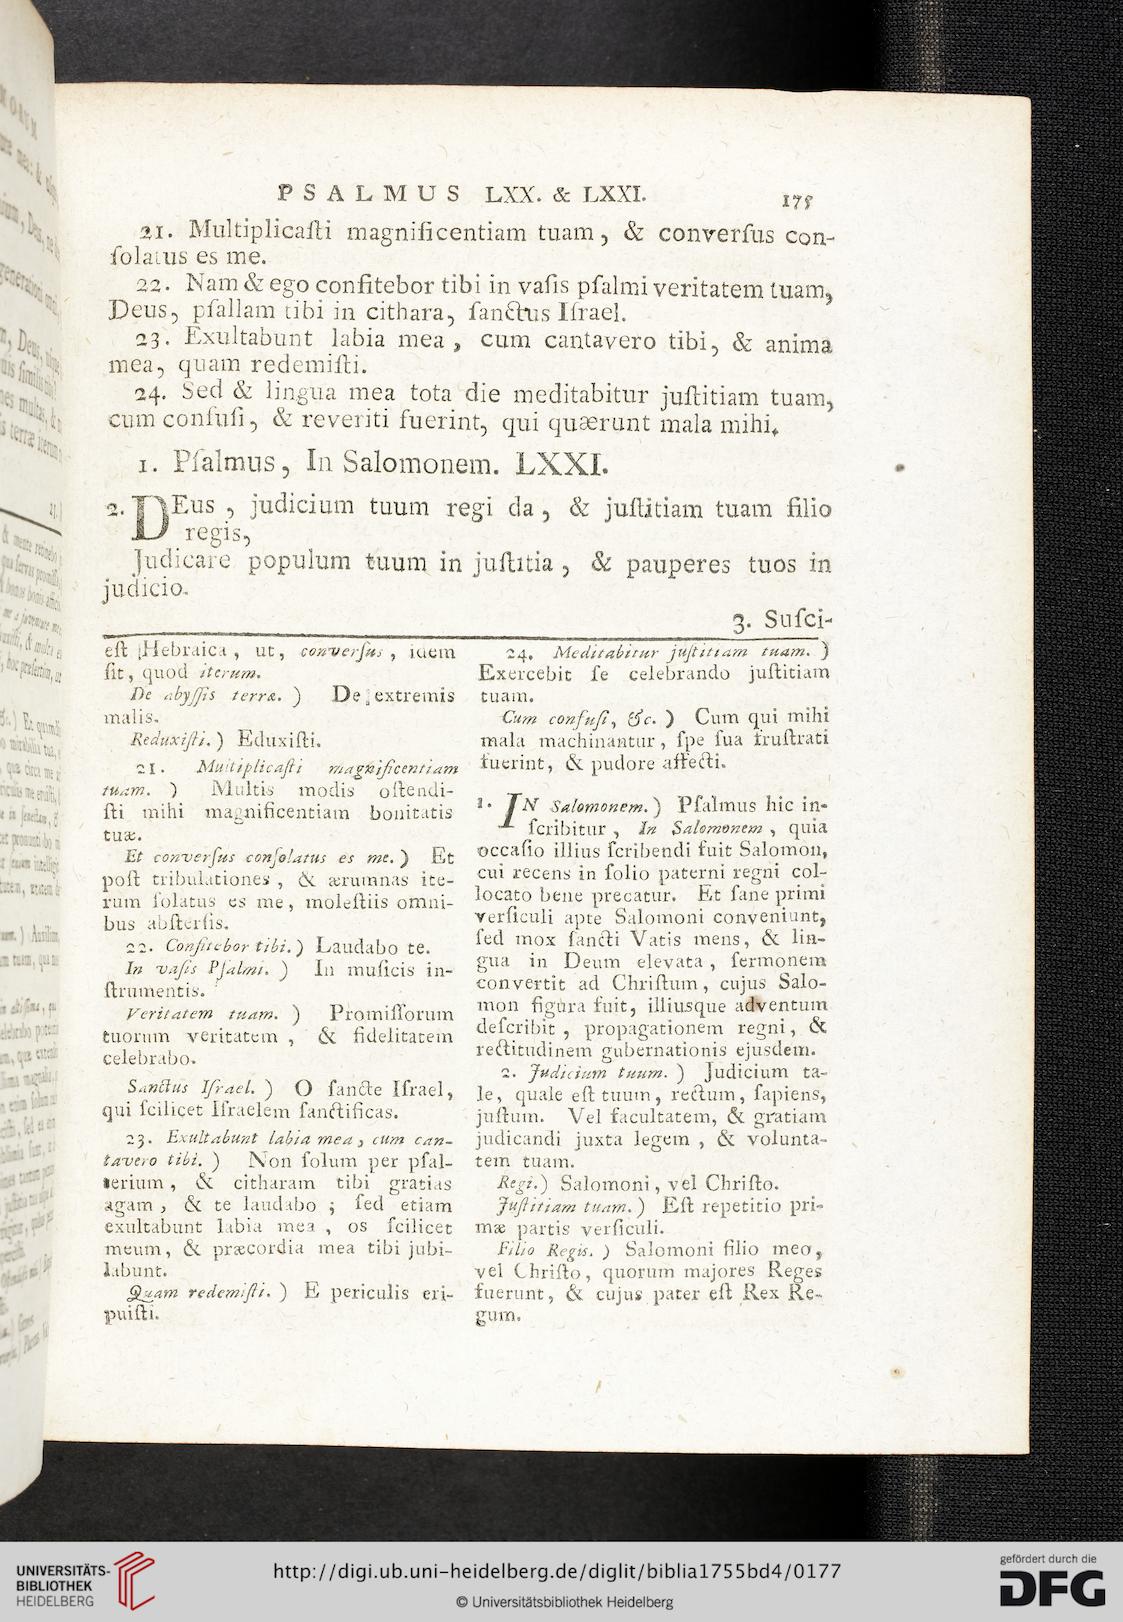 PSALMUS LXX. & LXXI. 175
21. Multiplicaſti magnificentiam tuam, & converſus con-
ſolatus es me.
22. Nam & ego confitebor tibi in vaſis pſalmi veritatem tuam,
Deus, pſallam tibi in cithara, ſanctus Iſrael.
23. Exultabunt labia mea, cum cantavero tibi, & anima
mea, quam redemiſti.
24. Sed & lingua mea tota die meditabitur juſtitiam tuam,
cum confuſi, & reveriti fuerint, qui quærunt mala mihi.
1. Pſalmus, In Salomonem. LXXI.
2. DEus, judicium tuum regi da, & juſtitiam tuam filio
regis,
Judicare populum tuum in juſtitia, & pauperes tuos in
judicio.
3. Suſci-
eſt Hebraica, ut, converſus, idem
ſit, quod iterum.
De abyſſis terræ. ) De extremis
malis.
Reduxiſti. ) Eduxiſti.
21. Multiplicaſti magnificentiam
tuam. ) Multis modis oſtendi-
ſti mihi magnificentiam bonitatis
tuæ.
Et converſus conſolatus es me. ) Et
poſt tribulationes, & ærumnas ite-
rum ſolatus es me, moleſtiis omni-
bus abſterſis.
22. Confitebor tibi. ) Laudabo te.
In vaſis Pſalmi. ) In muſicis in-
ſtrumentis.
Veritatem tuam. ) Promiſſorum
tuorum veritatem, & fidelitatem
celebrabo.
Sanctus Iſrael. ) O ſancte Iſrael,
qui ſcilicet Iſraelem ſanctificas.
23. Exultabunt labia mea, cum can-
tavero tibi. ) Non ſolum per pſal-
terium, & citharam tibi gratias
agam, & te laudabo; ſed etiam
exultabunt labia mea, os ſcilicet
meum, & præcordia mea tibi jubi-
labunt.
Quam redemiſti. ) E periculis eri-
puiſti.
24. Meditabitur juſtitiam tuam. )
Exercebit ſe celebrando juſtitiam
tuam.
Cum confuſi, &c. ) Cum qui mihi
mala machinantur, ſpe ſua fruſtrati
fuerint, & pudore affecti.
1. IN Salomonem. ) Pſalmus hic in-
ſcribitur, In Salomonem, quia
occaſio illius ſcribendi fuit Salomon,
cui recens in ſolio paterni regni col-
locato bene precatur. Et ſane primi
verſiculi apte Salomoni conveniunt,
ſed mox ſancti Vatis mens, & lin-
gua in Deum elevata, ſermonem
convertit ad Chriſtum, cujus Salo-
mon figura fuit, illiusque adventum
deſcribit, propagationem regni, &
rectitudinem gubernationis ejusdem.
2. Judicium tuum. ) Judicium ta-
le, quale eſt tuum, rectum, ſapiens,
juſtum. Vel facultatem, & gratiam
judicandi juxta legem, & volunta-
tem tuam.
Regi. ) Salomoni, vel Chriſto.
Juſtitiam tuam. ) Eſt repetitio pri-
mæ partis verſiculi.
Filio Regis. ) Salomoni filio meo,
vel Chriſto, quorum majores Reges
fuerunt, & cujus pater eſt Rex Re-
gum.
UNIVERSITÄTS-
BIBLIOTHEK
HEIDELBERG
http://digi.ub.uni-heidelberg.de/diglit/biblia1755bd4/0177
© Universitätsbibliothek Heidelberg
gefördert durch die
DFG